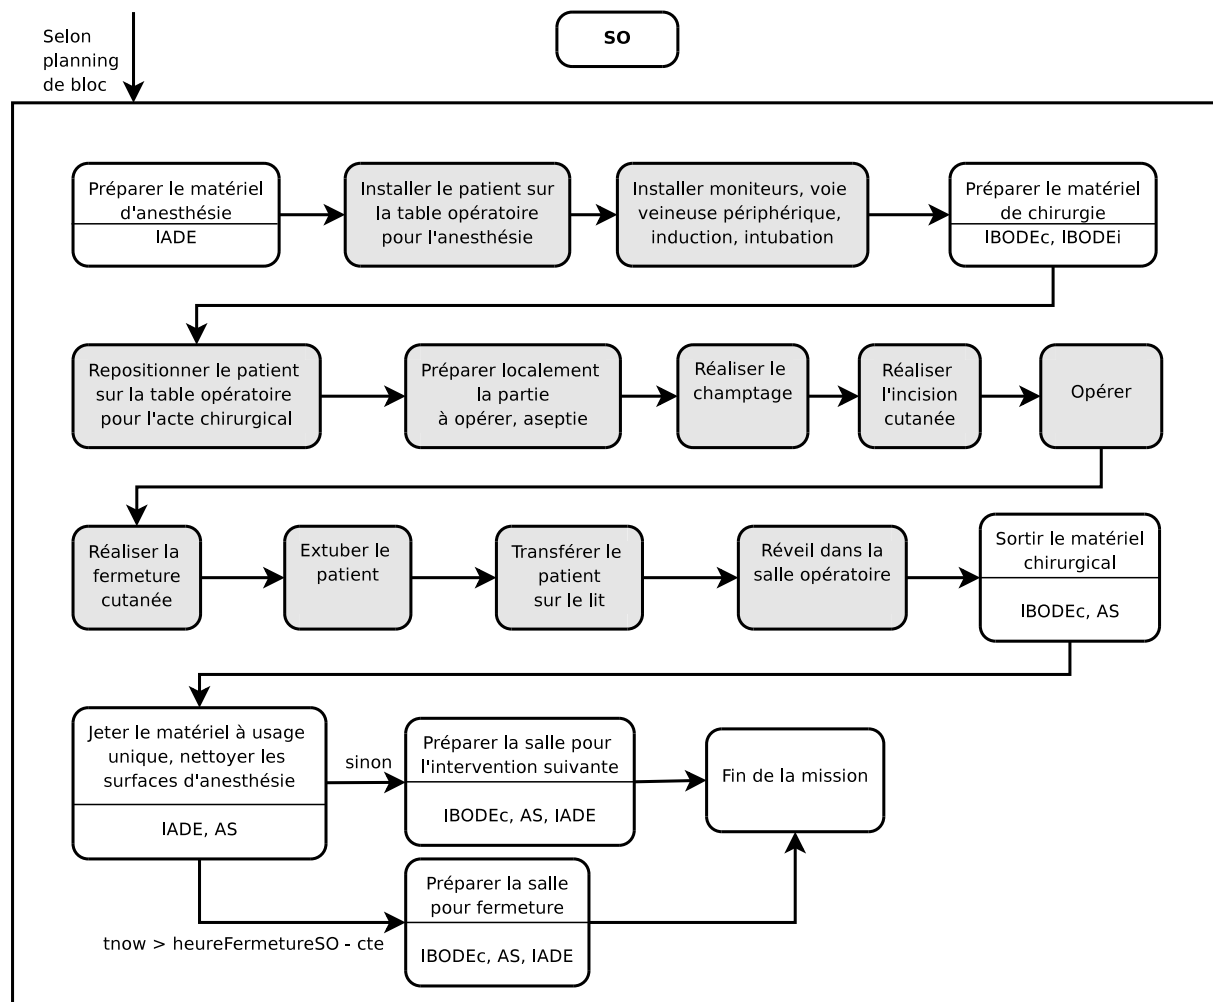 Selon
planning
de bloc
SO
Préparer le matériel
d'anesthésie
IADE
Installer le patient sur
la table opératoire
pour l'anesthésie
Installer moniteurs, voie
veineuse périphérique,
induction, intubation
Préparer le matériel
de chirurgie
IBODEc, IBODEi
Repositionner le patient
sur la table opératoire
pour l'acte chirurgical
Préparer localement
la partie
à opérer, aseptie
Réaliser le
champtage
Réaliser
l'incision
cutanée
Opérer
Réaliser la
fermeture
cutanée
Extuber le
patient
Transférer le
patient
sur le lit
Réveil dans la
salle opératoire
Sortir le matériel
chirurgical
IBODEc, AS
Jeter le matériel à usage
unique, nettoyer les
surfaces d'anesthésie
IADE, AS
sinon
Préparer la salle pour
l'intervention suivante
IBODEc, AS, IADE
Fin de la mission
tnow > heureFermetureSO - cte
Préparer la salle
pour fermeture
IBODEc, AS, IADE